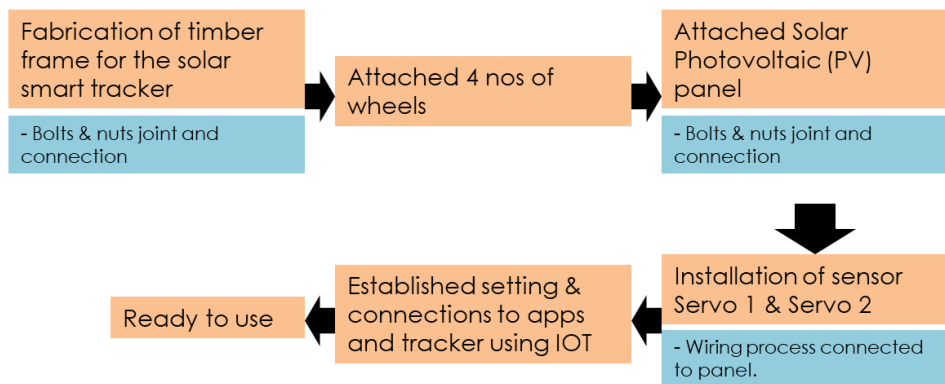 Fabrication of timber
frame for the solar
smart tracker
- Bolts & nuts joint and
connection
Attached 4 nos of
wheels
Attached Solar
Photovoltaic (PV)
panel
- Bolts & nuts joint and
connection
Installation of sensor
Servo 1 & Servo 2
- Wiring process connected
to panel.
Established setting &
connections to apps
and tracker using IOT
Ready to use